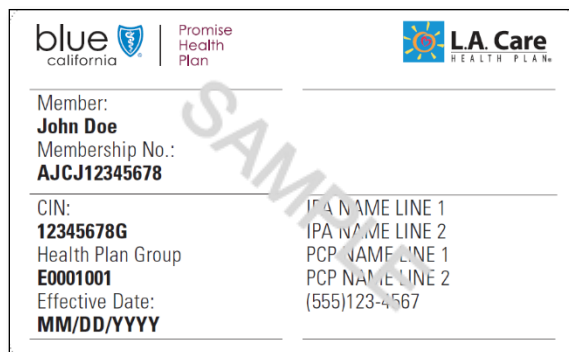 blue
california
Promise
Health
Plan
L.A. Care
HEALTH PLAN®
Member:
John Doe
Membership No.:
AJCJ12345678
CIN:
12345678G
Health Plan Group
E0001001
Effective Date:
MM/DD/YYYY
IPA NAME LINE 1
IPA NAME LINE 2
PCP NAME LINE 1
PCP NAME LINE 2
(555)123-4567
SAMPLE